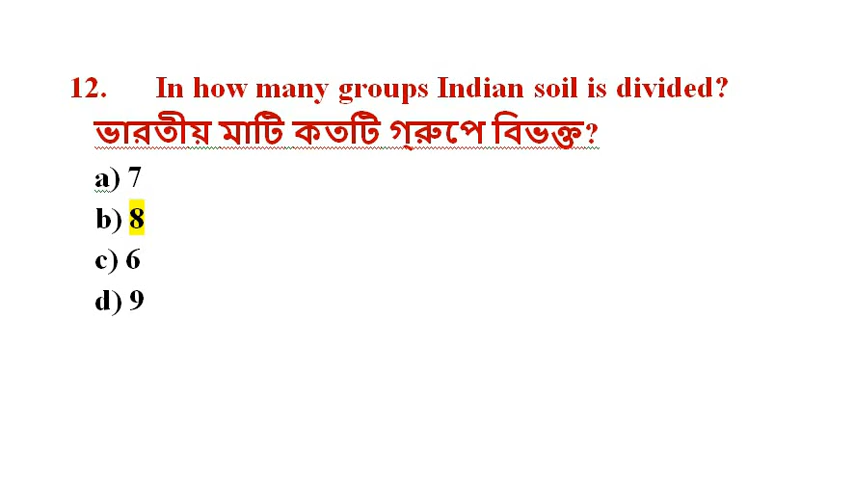 12. In how many groups Indian soil is divided?
ভারতীয় মাটি কতটি গ্রুপে বিভক্ত?
a) 7
b) 8
c) 6
d) 9